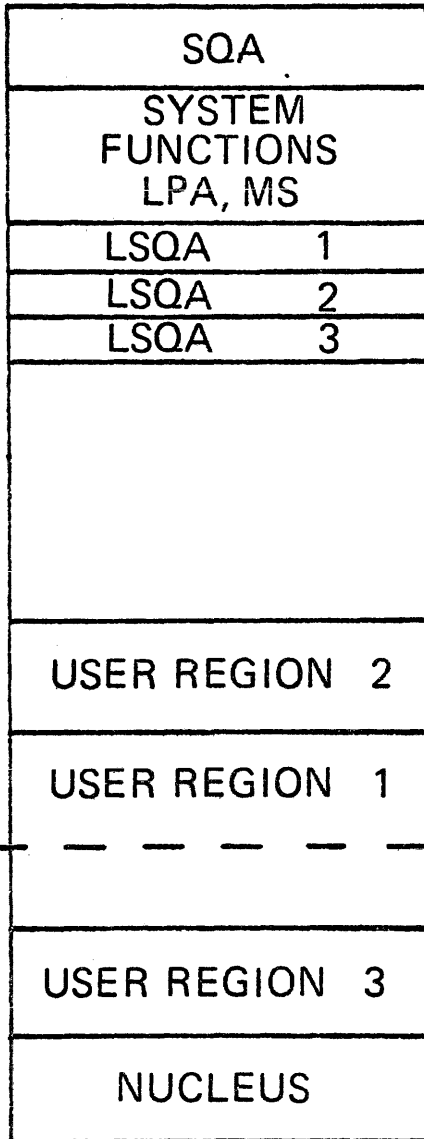 SQA
SYSTEM
FUNCTIONS
LPA, MS
LSQA 1
LSQA 2
LSQA 3
USER REGION 2
USER REGION 1
USER REGION 3
NUCLEUS